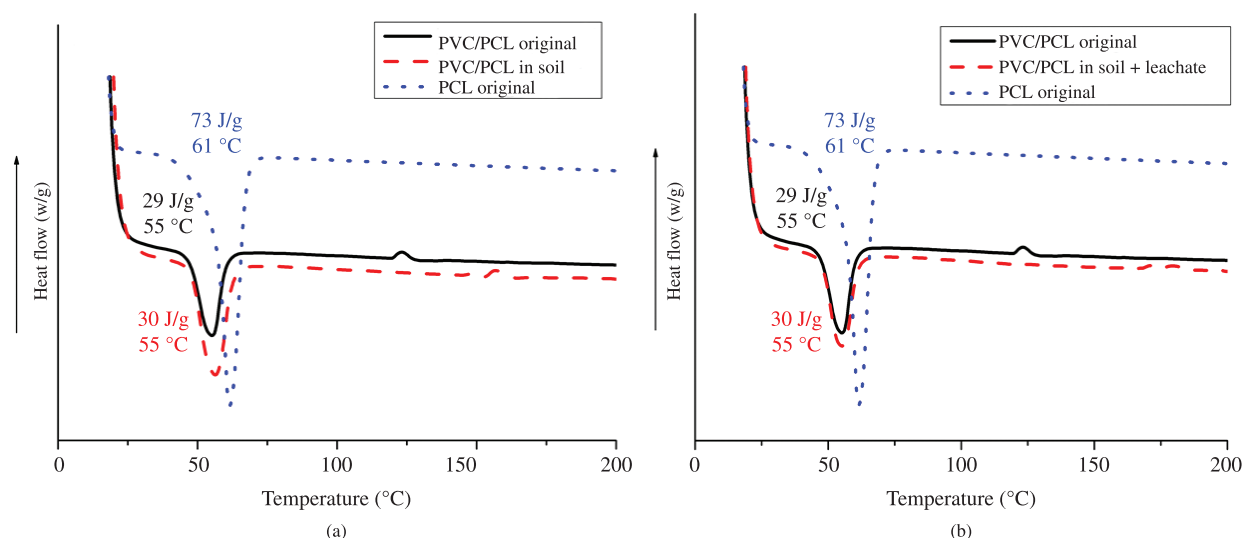 PVC/PCL original
PVC/PCL in soil
PCL original
73 J/g
61 °C
29 J/g
55 °C
30 J/g
55 °C
Heat flow (w/g)
0
50
100
150
200
Temperature (°C)
(a)
PVC/PCL original
PVC/PCL in soil + leachate
PCL original
73 J/g
61 °C
29 J/g
55 °C
30 J/g
55 °C
Heat flow (w/g)
0
50
100
150
200
Temperature (°C)
(b)